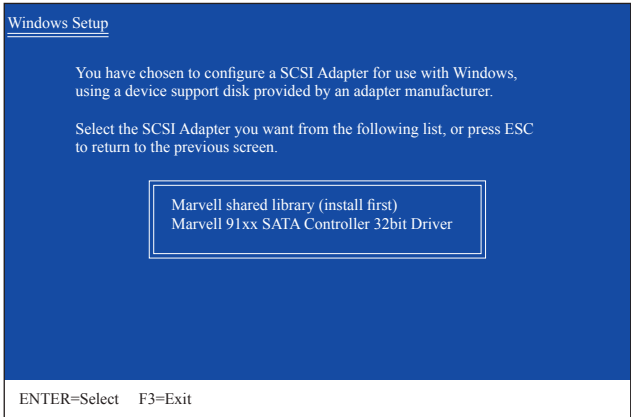 Windows Setup
You have chosen to configure a SCSI Adapter for use with Windows,
using a device support disk provided by an adapter manufacturer.
Select the SCSI Adapter you want from the following list, or press ESC
to return to the previous screen.
Marvell shared library (install first)
Marvell 91xx SATA Controller 32bit Driver
ENTER=Select F3=Exit